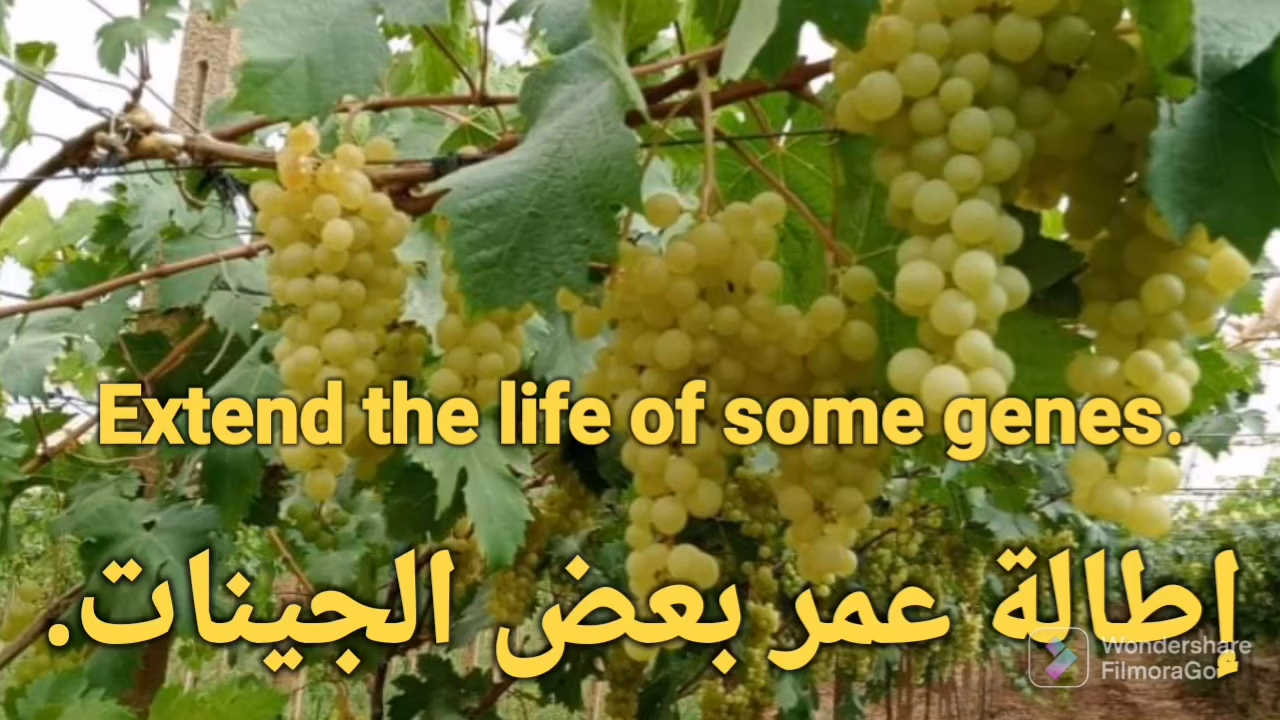 Extend the life of some genes.
إطالة عمر بعض الجينات.
Wondershare
FilmoraGo